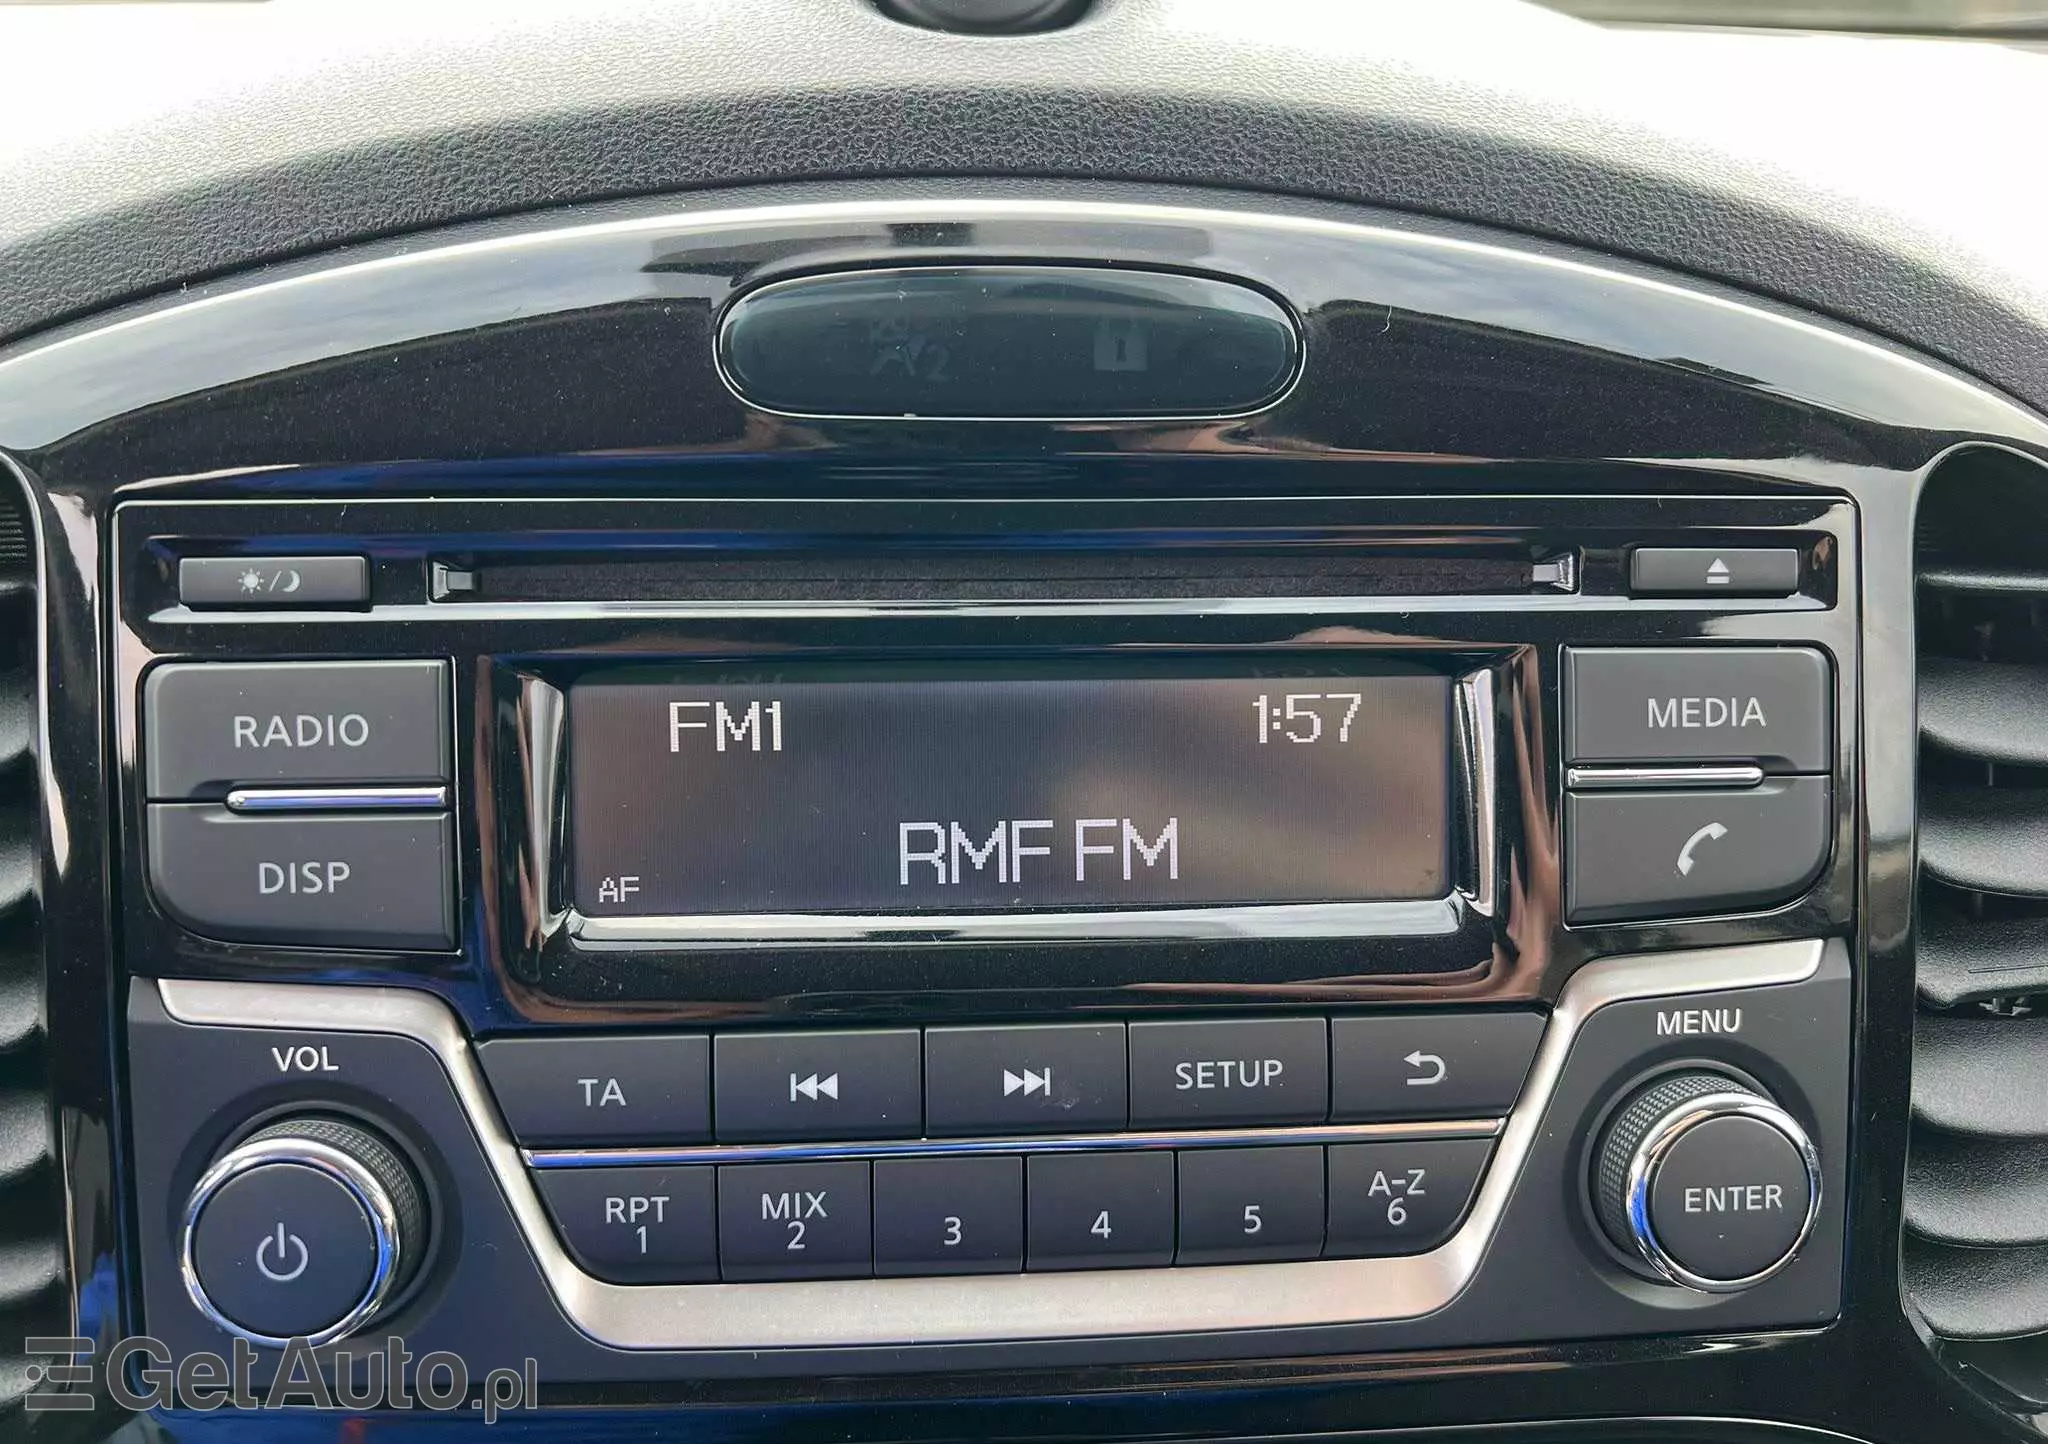 FM1 1:57
RMF FM
AF
RADIO
DISP
MEDIA
VOL
MENU
TA
SETUP
RPT
1
MIX
2
3
4
5
A-Z
6
ENTER
GetAuto.pl